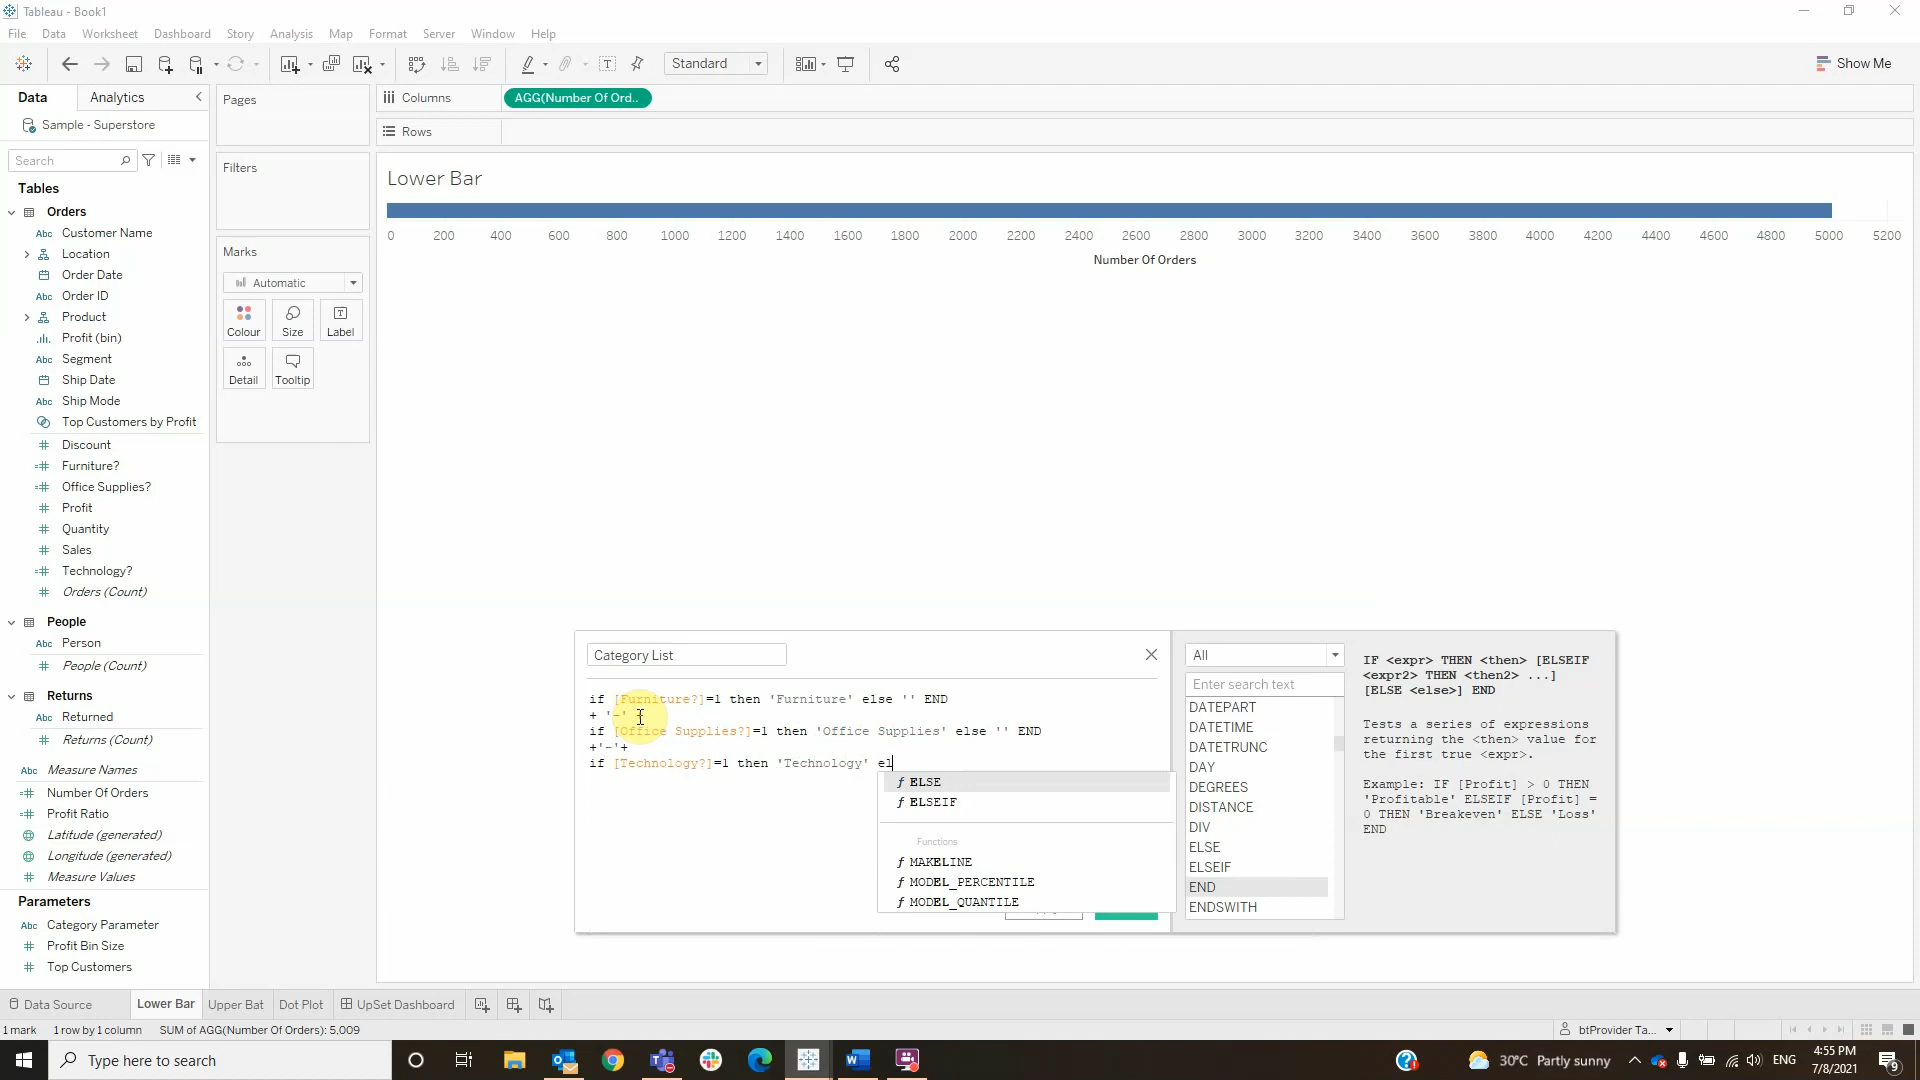 Tableau - Book1
File Data Worksheet Dashboard Story Analysis Map Format Server Window Help
Standard
Show Me
Data Analytics
Sample - Superstore
Search
Tables
Orders
Customer Name
Location
Order Date
Order ID
Product
Profit (bin)
Segment
Ship Date
Ship Mode
Top Customers by Profit
Discount
Furniture?
Office Supplies?
Profit
Quantity
Sales
Technology?
Orders (Count)
People
Person
People (Count)
Returns
Returned
Returns (Count)
Measure Names
Number Of Orders
Profit Ratio
Latitude (generated)
Longitude (generated)
Measure Values
Parameters
Category Parameter
Profit Bin Size
Top Customers
Pages
Filters
Marks
Automatic
Colour Size Label
Detail Tooltip
Columns AGG(Number Of Ord..
Rows
Lower Bar
0 200 400 600 800 1000 1200 1400 1600 1800 2000 2200 2400 2600 2800 3000 3200 3400 3600 3800 4000 4200 4400 4600 4800 5000 5200
Number Of Orders
Category List
if [Furniture?]=1 then 'Furniture' else '' END
+ '-' +
if [Office Supplies?]=1 then 'Office Supplies' else '' END
+'-'+
if [Technology?]=1 then 'Technology' el
ELSE
ELSEIF
Functions
MAKELINE
MODEL_PERCENTILE
MODEL_QUANTILE
All
Enter search text
DATEPART
DATETIME
DATETRUNC
DAY
DEGREES
DISTANCE
DIV
ELSE
ELSEIF
END
ENDSWITH
IF <expr> THEN <then> [ELSEIF
<expr2> THEN <then2> ...]
[ELSE <else>] END
Tests a series of expressions
returning the <then> value for
the first true <expr>.
Example: IF [Profit] > 0 THEN
'Profitable' ELSEIF [Profit] =
0 THEN 'Breakeven' ELSE 'Loss'
END
Data Source Lower Bar Upper Bat Dot Plot UpSet Dashboard
1 mark 1 row by 1 column SUM of AGG(Number Of Orders): 5,009
btProvider Ta...
Type here to search
30°C Partly sunny
ENG
4:55 PM
7/8/2021
9